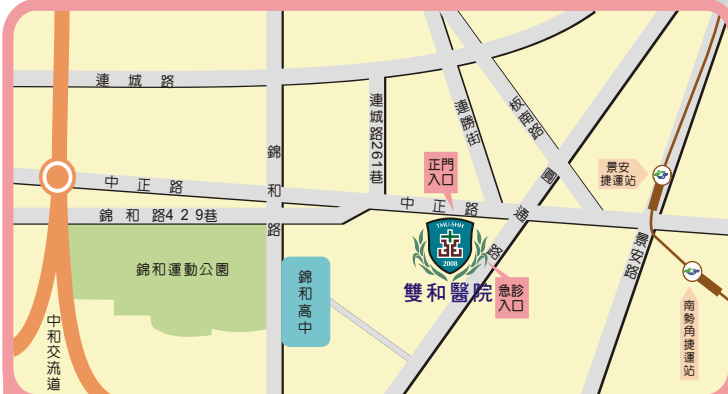 連城路
連城路261巷
連勝街
板南路
錦和路
中正路
正門
入口
圓通路
景安
捷運站
錦和路429巷
中正路
TMU-SHH
2008
雙和醫院
急診
入口
景安路
錦和運動公園
錦和高中
中和交流道
南勢角捷運站